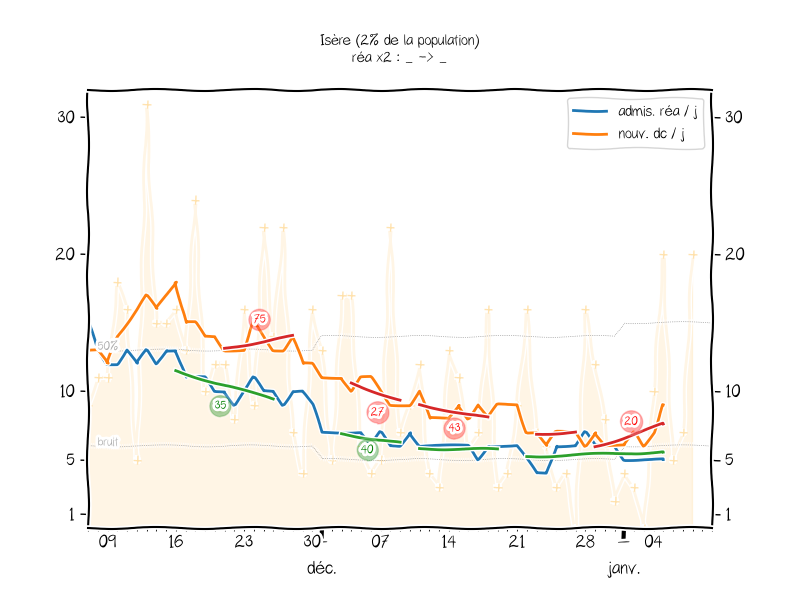 Isère (2% de la population)
réa x2 : _ -> _
admis. réa / j
nouv. dc / j
30
30
20
20
75
50%
10
10
35
27
43
20
40
bruit
5
5
1
1
09 16 23 30 07 14 21 28 04
déc. janv.